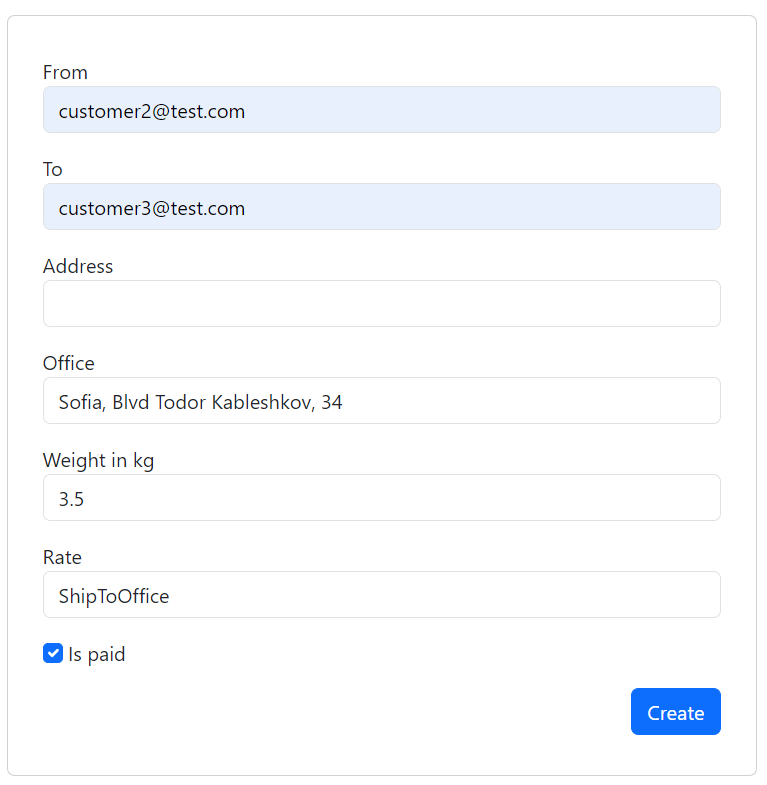 From
customer2@test.com
To
customer3@test.com
Address
Office
Sofia, Blvd Todor Kableshkov, 34
Weight in kg
3.5
Rate
ShipToOffice
Is paid
Create